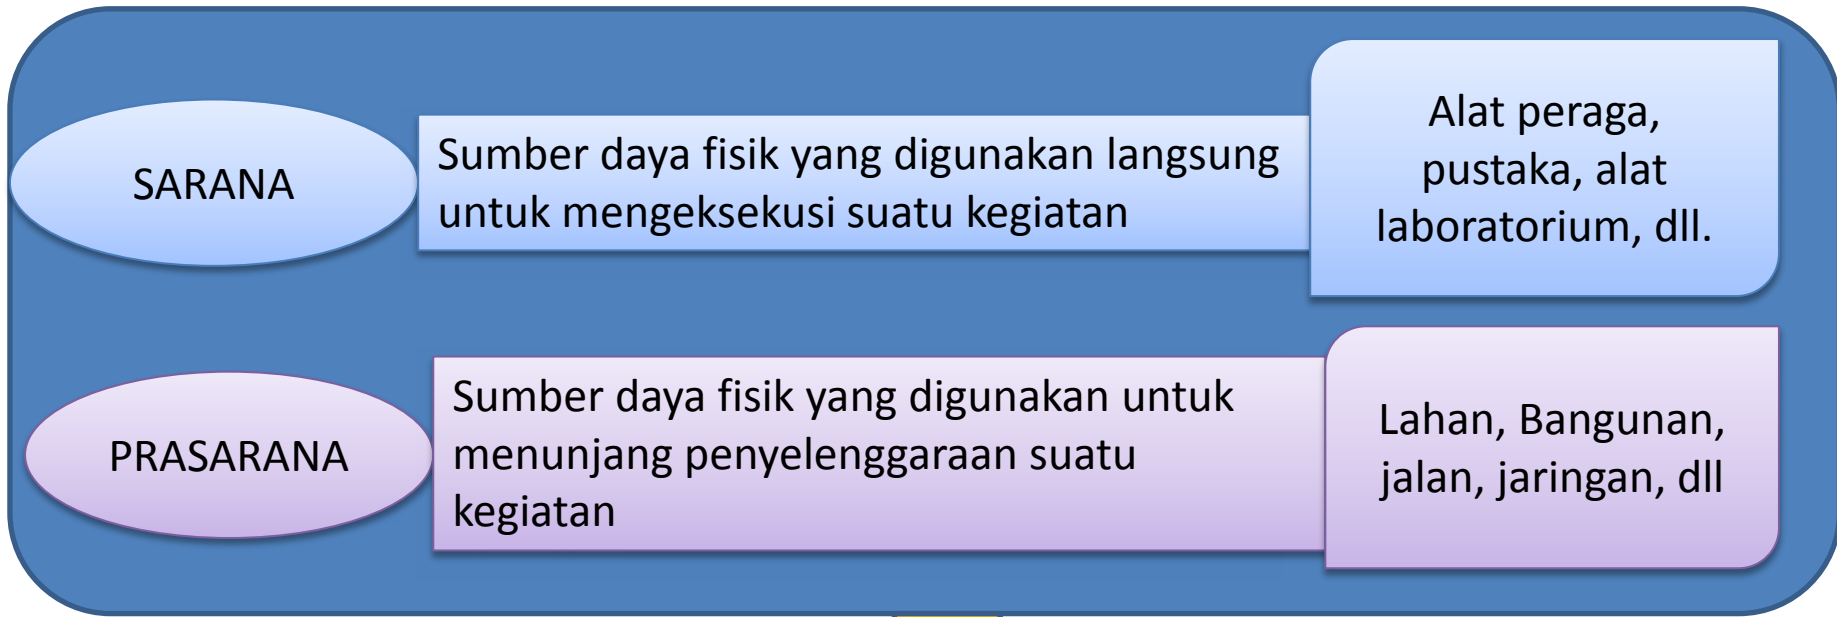 SARANA
Sumber daya fisik yang digunakan langsung
untuk mengeksekusi suatu kegiatan
Alat peraga,
pustaka, alat
laboratorium, dll.
PRASARANA
Sumber daya fisik yang digunakan untuk
menunjang penyelenggaraan suatu
kegiatan
Lahan, Bangunan,
jalan, jaringan, dll